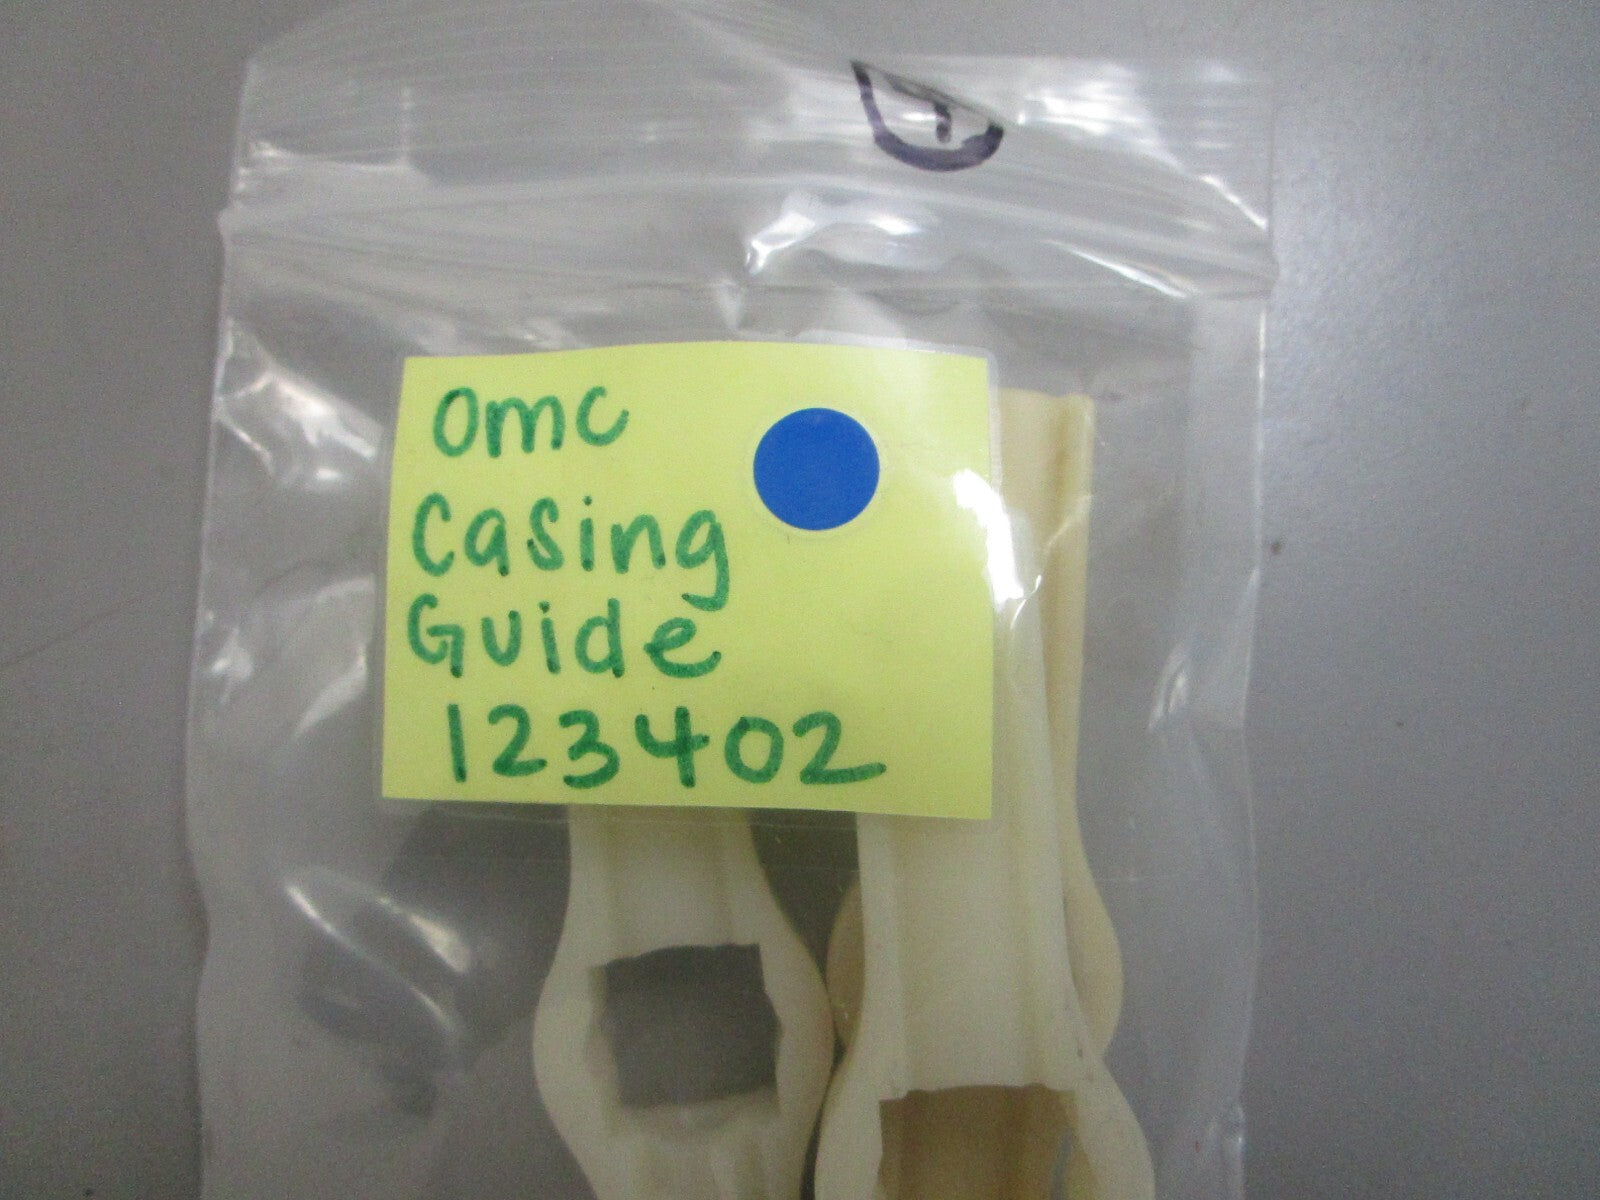 omc
Casing
Guide
123402